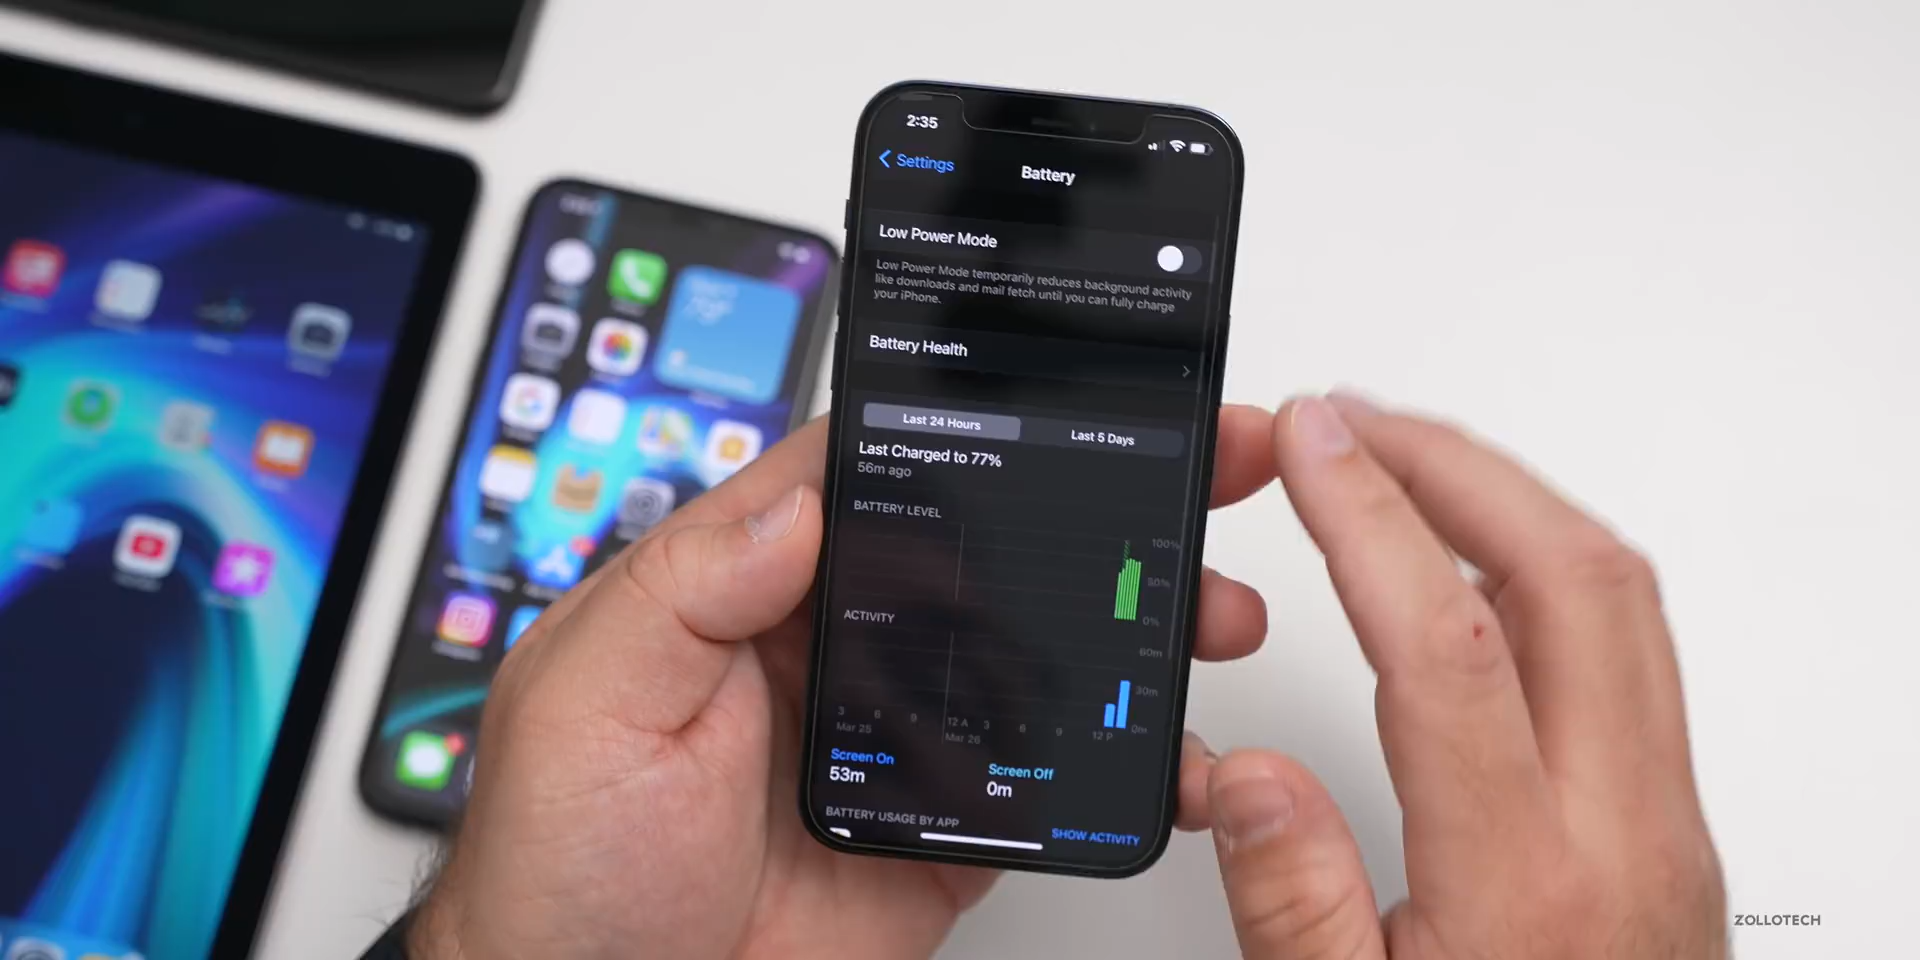 2:35
Settings
Battery
Low Power Mode
Low Power Mode temporarily reduces background activity
like downloads and mail fetch until you can fully charge
your iPhone.
Battery Health
Last 24 Hours
Last 5 Days
Last Charged to 77%
56m ago
BATTERY LEVEL
100%
50%
0%
ACTIVITY
60m
30m
0m
3 6 9 12 A 3 6 9 12 P
Mar 25 Mar 26
Screen On
53m
Screen Off
0m
BATTERY USAGE BY APP
SHOW ACTIVITY
ZOLLOTECH